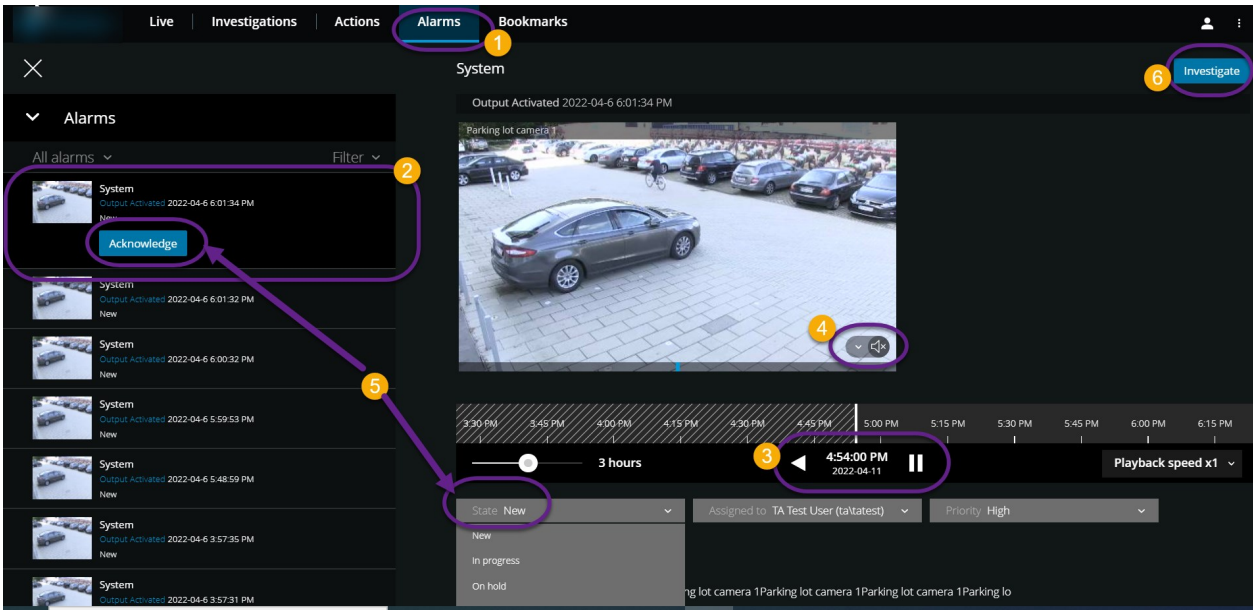 Live Investigations Actions Alarms Bookmarks
1
System
6
Investigate
Output Activated 2022-04-6 6:01:34 PM
Alarms
All alarms Filter
2
System
Output Activated 2022-04-6 6:01:34 PM
New
Acknowledge
System
Output Activated 2022-04-6 6:01:32 PM
New
System
Output Activated 2022-04-6 6:00:32 PM
New
System
Output Activated 2022-04-6 5:59:53 PM
New
System
Output Activated 2022-04-6 5:48:59 PM
New
System
Output Activated 2022-04-6 3:57:35 PM
New
System
Output Activated 2022-04-6 3:57:31 PM
5
Parking lot camera 1
4
3:30 PM 3:45 PM 4:00 PM 4:15 PM 4:30 PM 4:45 PM 5:00 PM 5:15 PM 5:30 PM 5:45 PM 6:00 PM 6:15 PM
3 hours
3
4:54:00 PM
2022-04-11
Playback speed x1
State New
Assigned to TA Test User (ta\tatest)
Priority High
New
In progress
On hold
ng lot camera 1Parking lot camera 1Parking lot camera 1Parking lo